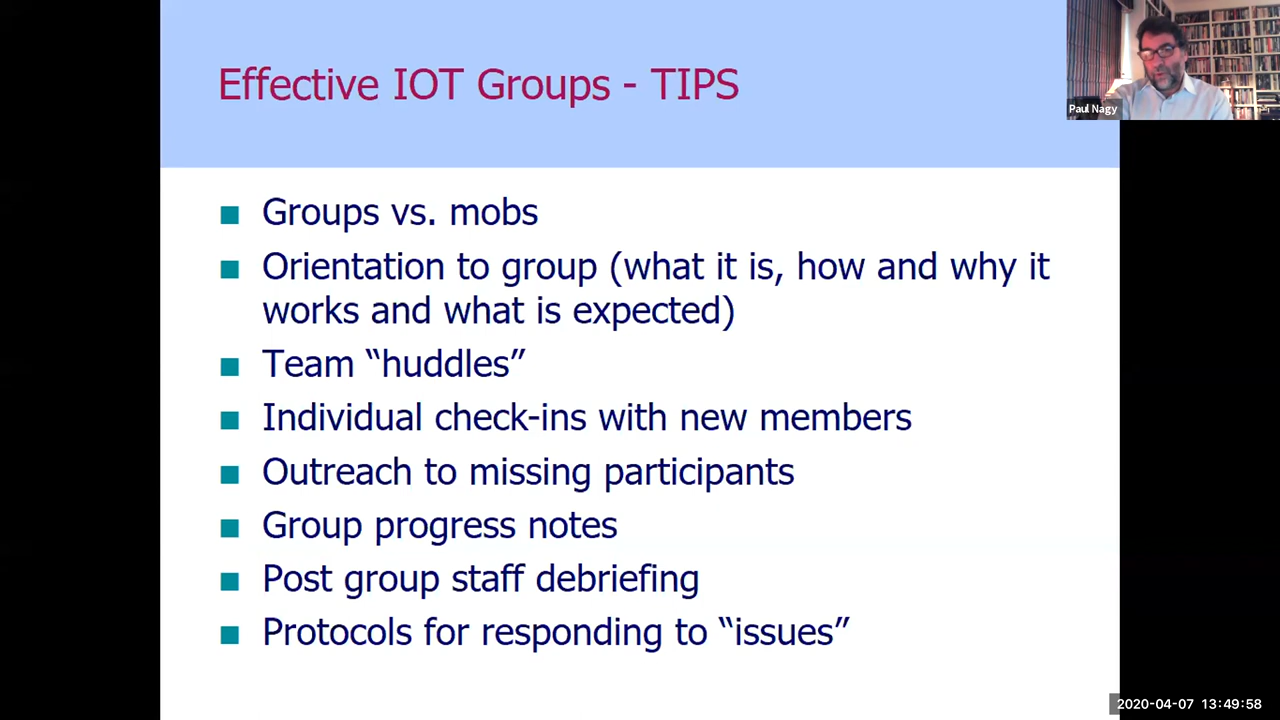 Effective IOT Groups - TIPS
Paul Nagy
Groups vs. mobs
Orientation to group (what it is, how and why it
works and what is expected)
Team “huddles”
Individual check-ins with new members
Outreach to missing participants
Group progress notes
Post group staff debriefing
Protocols for responding to “issues”
2020-04-07 13:49:58